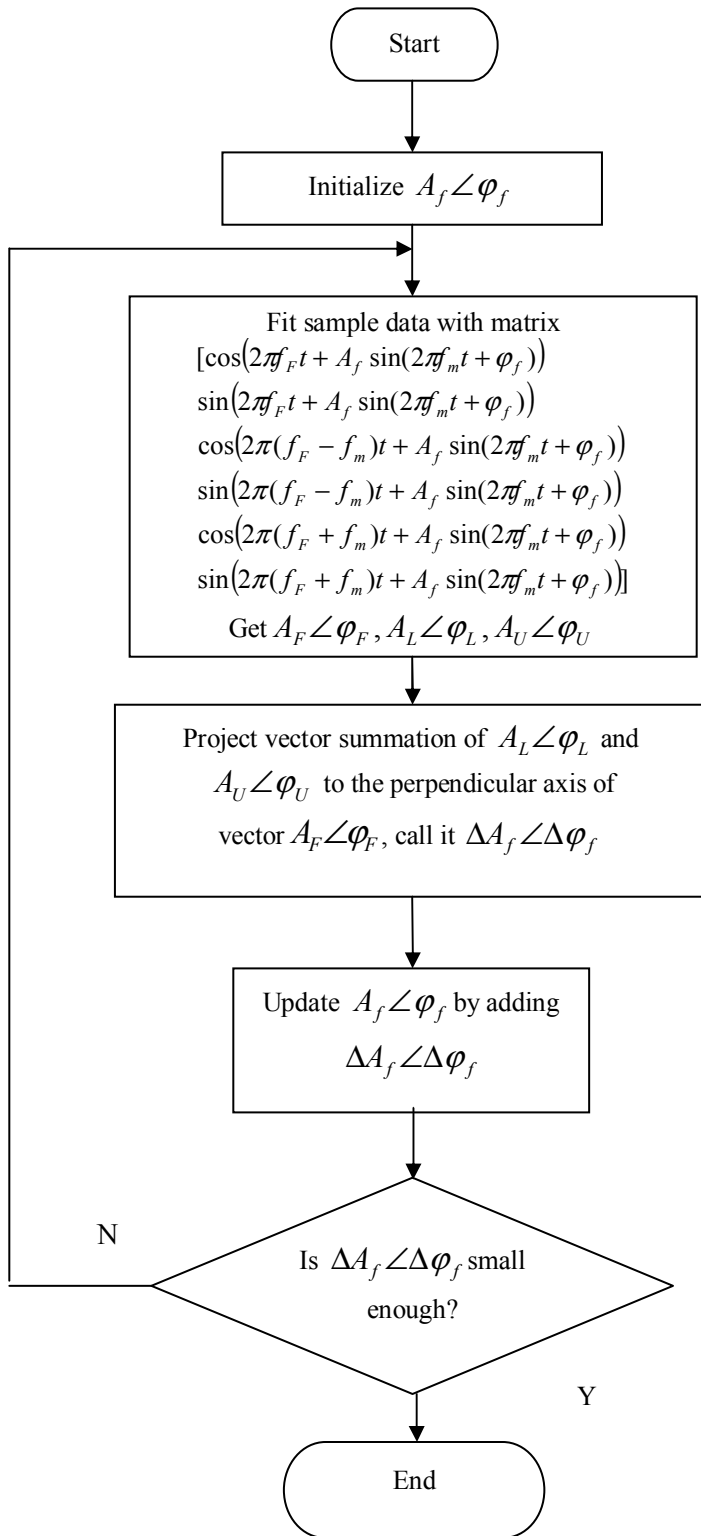 Start
Initialize A_f∠φ_f
Fit sample data with matrix
[cos(2πf_F t + A_f sin(2πf_m t + φ_f))
sin(2πf_F t + A_f sin(2πf_m t + φ_f))
cos(2π(f_F − f_m)t + A_f sin(2πf_m t + φ_f))
sin(2π(f_F − f_m)t + A_f sin(2πf_m t + φ_f))
cos(2π(f_F + f_m)t + A_f sin(2πf_m t + φ_f))
sin(2π(f_F + f_m)t + A_f sin(2πf_m t + φ_f))]
Get A_F∠φ_F, A_L∠φ_L, A_U∠φ_U
Project vector summation of A_L∠φ_L and
A_U∠φ_U to the perpendicular axis of
vector A_F∠φ_F, call it ΔA_f∠Δφ_f
Update A_f∠φ_f by adding
ΔA_f∠Δφ_f
N
Is ΔA_f∠Δφ_f small
enough?
Y
End